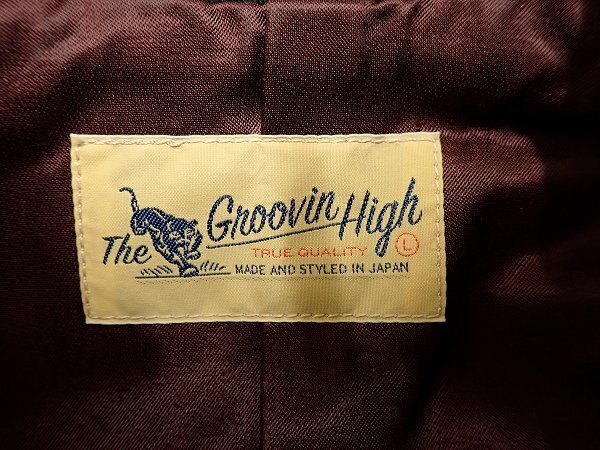 The Groovin High
TRUE QUALITY L
MADE AND STYLED IN JAPAN